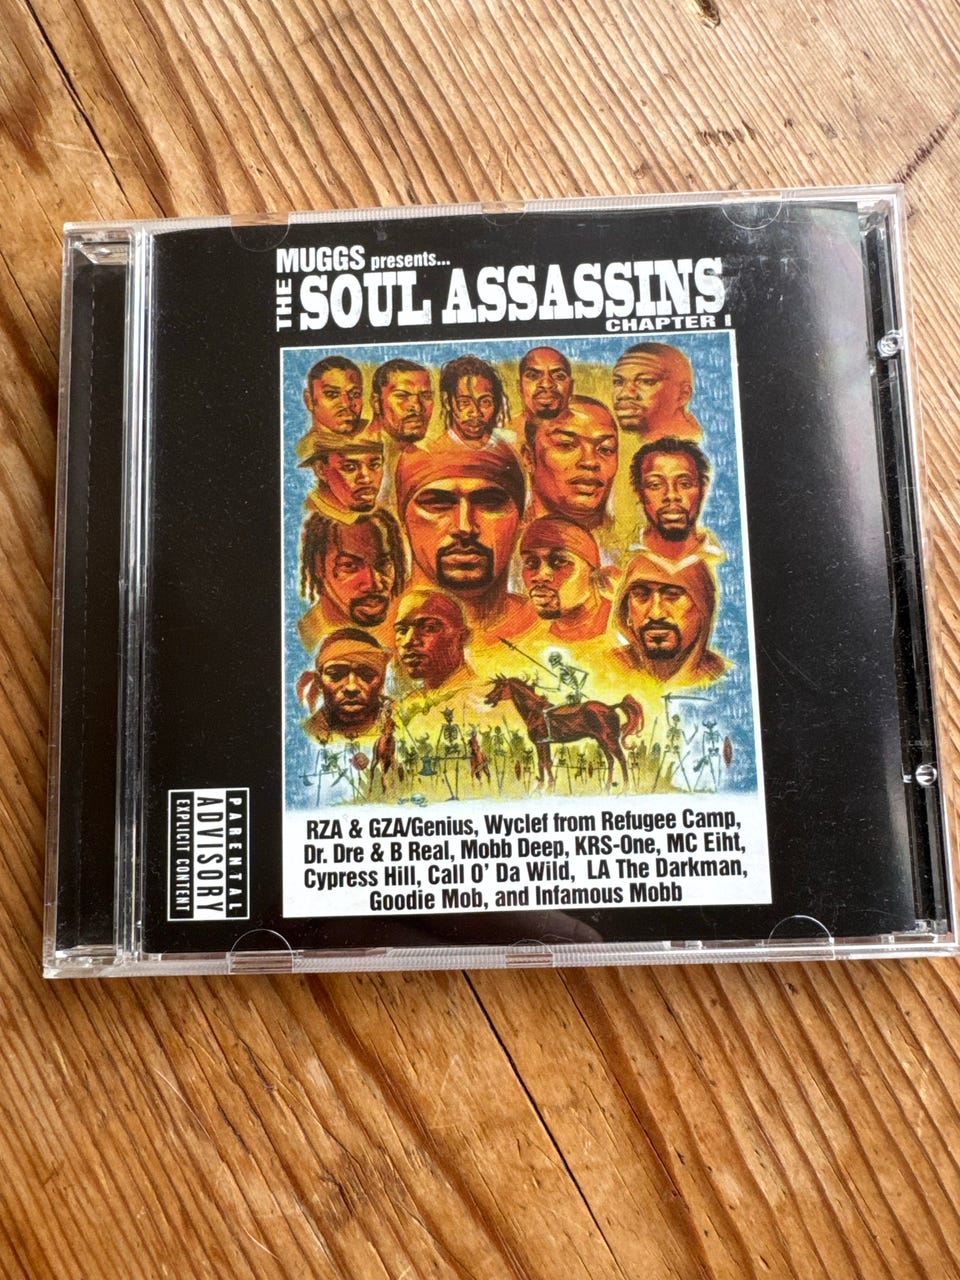 MUGGS presents...
THE SOUL ASSASSINS
CHAPTER I
RZA & GZA/Genius, Wyclef from Refugee Camp,
Dr. Dre & B Real, Mobb Deep, KRS-One, MC Eiht,
Cypress Hill, Call O' Da Wild, LA The Darkman,
Goodie Mob, and Infamous Mobb
PARENTAL
ADVISORY
EXPLICIT CONTENT